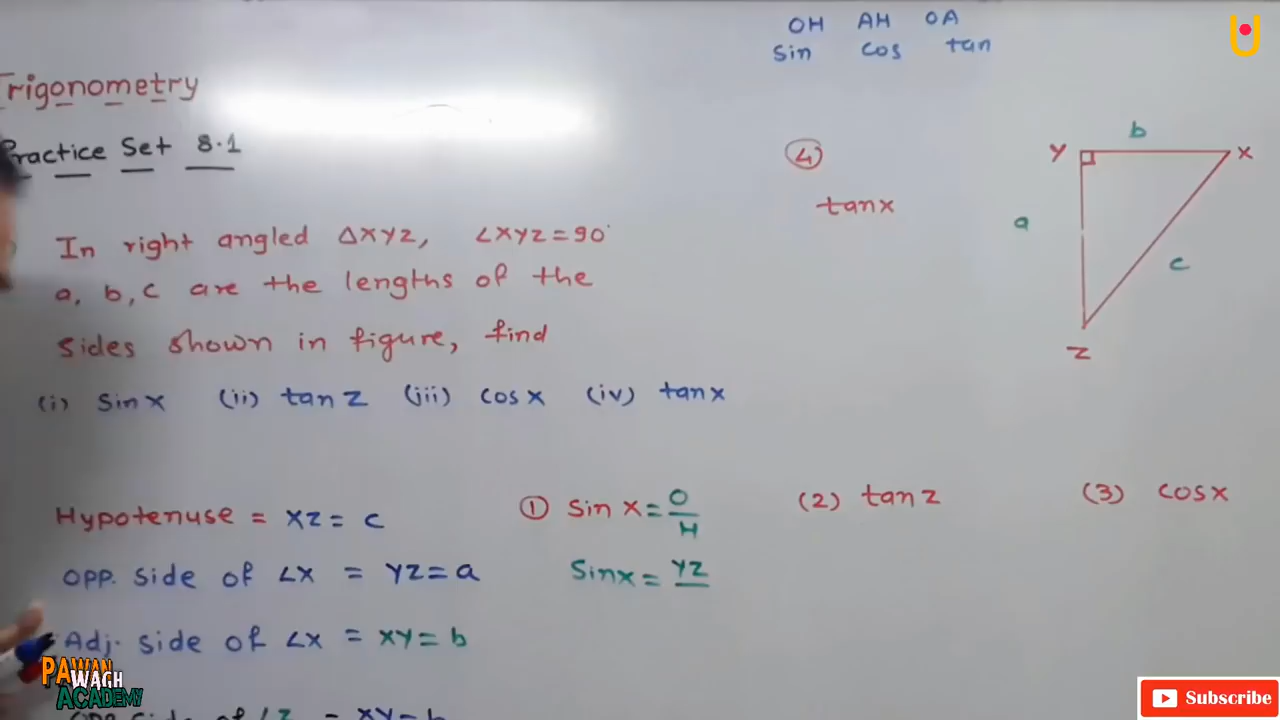 OH AH OA
Sin Cos tan
Trigonometry
Practice Set 8.1
In right angled ΔXYZ, ∠XYZ=90°
a, b, c are the lengths of the
sides shown in figure, find
(i) Sin X (ii) tan Z (iii) cos X (iv) tan X
④
tanx
b
Y X
a
c
Z
Hypotenuse = XZ = c
OPP. side of ∠X = YZ = a
Adj. side of ∠X = XY = b
= XY = b
① Sin X = O/H
Sinx = YZ
(2) tan Z
(3) cosx
PAWAN
WAGH
ACADEMY
Subscribe